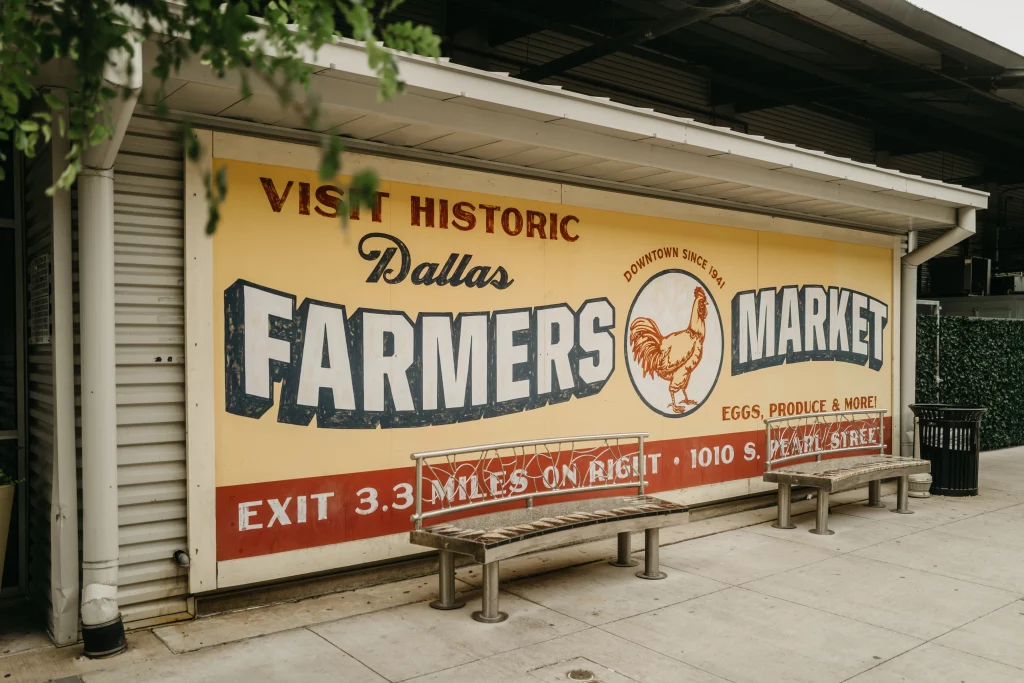 VISIT HISTORIC
Dallas
DOWNTOWN SINCE 1941
FARMERS MARKET
EGGS, PRODUCE & MORE!
EXIT 3.3 MILES ON RIGHT • 1010 S. PEARL STREET